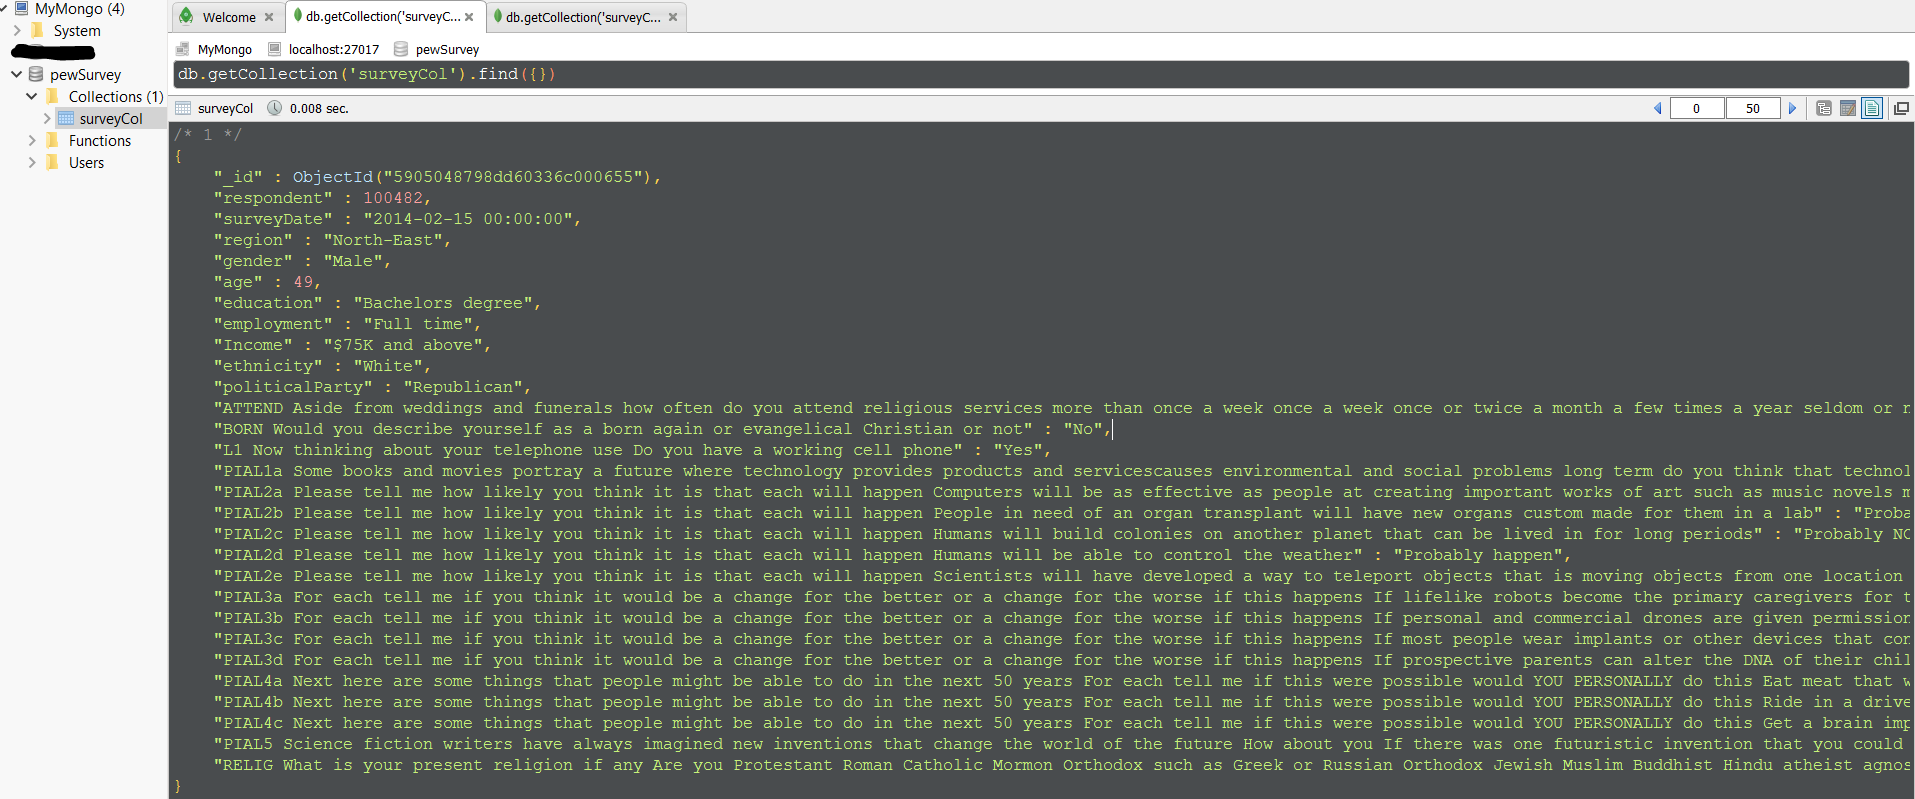 MyMongo (4)
System
pewSurvey
Collections (1)
surveyCol
Functions
Users
Welcome
db.getCollection('surveyC...
db.getCollection('surveyC...
MyMongo localhost:27017 pewSurvey
db.getCollection('surveyCol').find({})
surveyCol 0.008 sec.
0 50
/* 1 */
{
"_id" : ObjectId("5905048798dd60336c000655"),
"respondent" : 100482,
"surveyDate" : "2014-02-15 00:00:00",
"region" : "North-East",
"gender" : "Male",
"age" : 49,
"education" : "Bachelors degree",
"employment" : "Full time",
"Income" : "$75K and above",
"ethnicity" : "White",
"politicalParty" : "Republican",
"ATTEND Aside from weddings and funerals how often do you attend religious services more than once a week once a week once or twice a month a few times a year seldom or
"BORN Would you describe yourself as a born again or evangelical Christian or not" : "No",
"L1 Now thinking about your telephone use Do you have a working cell phone" : "Yes",
"PIAL1a Some books and movies portray a future where technology provides products and servicescauses environmental and social problems long term do you think that technol
"PIAL2a Please tell me how likely you think it is that each will happen Computers will be as effective as people at creating important works of art such as music novels
"PIAL2b Please tell me how likely you think it is that each will happen People in need of an organ transplant will have new organs custom made for them in a lab" : "Proba
"PIAL2c Please tell me how likely you think it is that each will happen Humans will build colonies on another planet that can be lived in for long periods" : "Probably NO
"PIAL2d Please tell me how likely you think it is that each will happen Humans will be able to control the weather" : "Probably happen",
"PIAL2e Please tell me how likely you think it is that each will happen Scientists will have developed a way to teleport objects that is moving objects from one location
"PIAL3a For each tell me if you think it would be a change for the better or a change for the worse if this happens If lifelike robots become the primary caregivers for t
"PIAL3b For each tell me if you think it would be a change for the better or a change for the worse if this happens If personal and commercial drones are given permission
"PIAL3c For each tell me if you think it would be a change for the better or a change for the worse if this happens If most people wear implants or other devices that con
"PIAL3d For each tell me if you think it would be a change for the better or a change for the worse if this happens If prospective parents can alter the DNA of their chil
"PIAL4a Next here are some things that people might be able to do in the next 50 years For each tell me if this were possible would YOU PERSONALLY do this Eat meat that w
"PIAL4b Next here are some things that people might be able to do in the next 50 years For each tell me if this were possible would YOU PERSONALLY do this Ride in a drive
"PIAL4c Next here are some things that people might be able to do in the next 50 years For each tell me if this were possible would YOU PERSONALLY do this Get a brain imp
"PIAL5 Science fiction writers have always imagined new inventions that change the world of the future How about you If there was one futuristic invention that you could
"RELIG What is your present religion if any Are you Protestant Roman Catholic Mormon Orthodox such as Greek or Russian Orthodox Jewish Muslim Buddhist Hindu atheist agnos
}